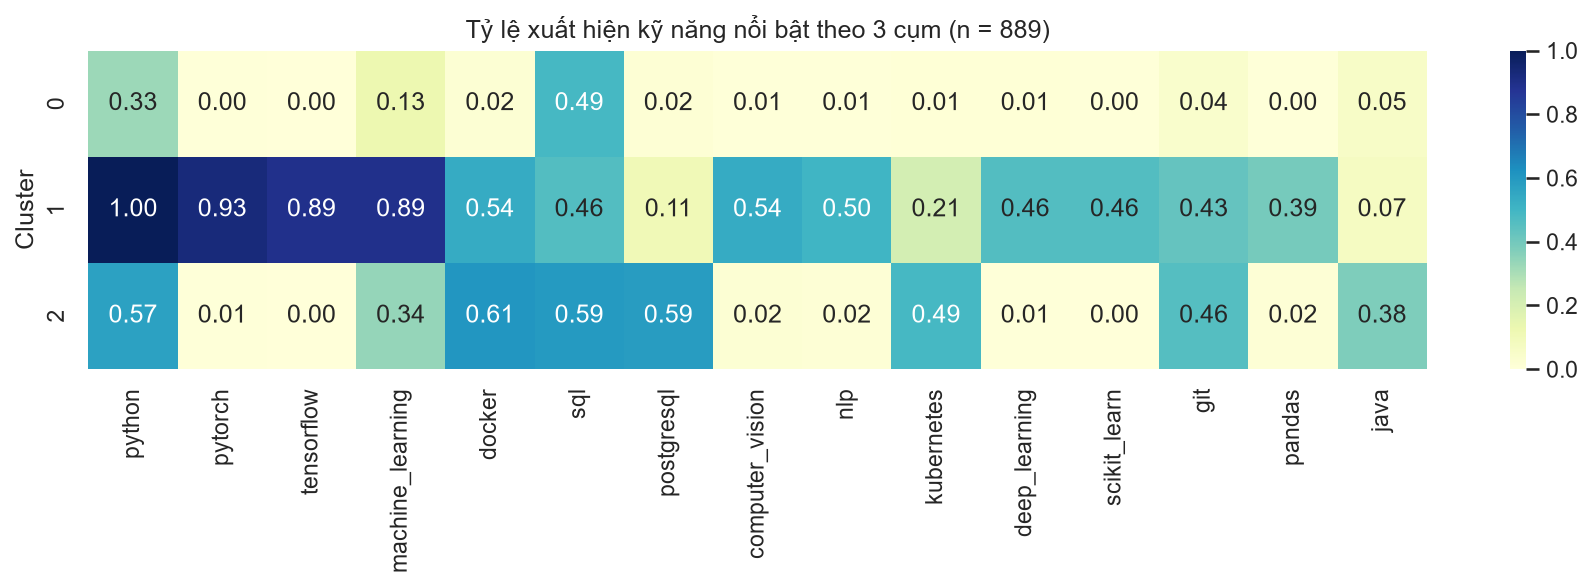 Tỷ lệ xuất hiện kỹ năng nổi bật theo 3 cụm (n = 889)
Cluster
0 0.33 0.00 0.00 0.13 0.02 0.49 0.02 0.01 0.01 0.01 0.01 0.00 0.04 0.00 0.05
1 1.00 0.93 0.89 0.89 0.54 0.46 0.11 0.54 0.50 0.21 0.46 0.46 0.43 0.39 0.07
2 0.57 0.01 0.00 0.34 0.61 0.59 0.59 0.02 0.02 0.49 0.01 0.00 0.46 0.02 0.38
python
pytorch
tensorflow
machine_learning
docker
sql
postgresql
computer_vision
nlp
kubernetes
deep_learning
scikit_learn
git
pandas
java
1.0
0.8
0.6
0.4
0.2
0.0